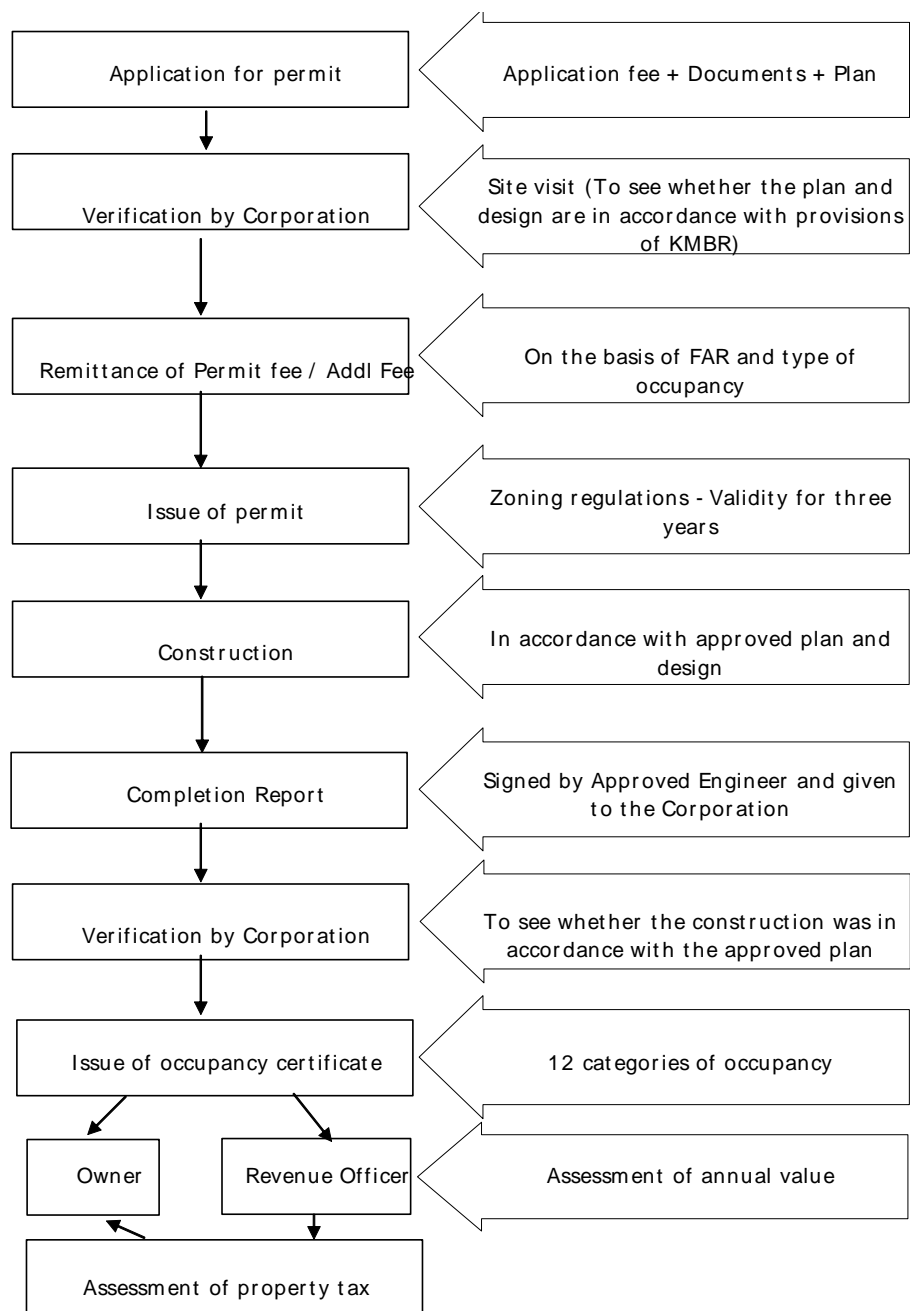 Application for permit
Application fee + Documents + Plan
Verification by Corporation
Site visit (To see whether the plan and
design are in accordance with provisions
of KMBR)
Remittance of Permit fee / Addl Fee
On the basis of FAR and type of
occupancy
Issue of permit
Zoning regulations - Validity for three
years
Construction
In accordance with approved plan and
design
Completion Report
Signed by Approved Engineer and given
to the Corporation
Verification by Corporation
To see whether the construction was in
accordance with the approved plan
Issue of occupancy certificate
12 categories of occupancy
Owner
Revenue Officer
Assessment of annual value
Assessment of property tax